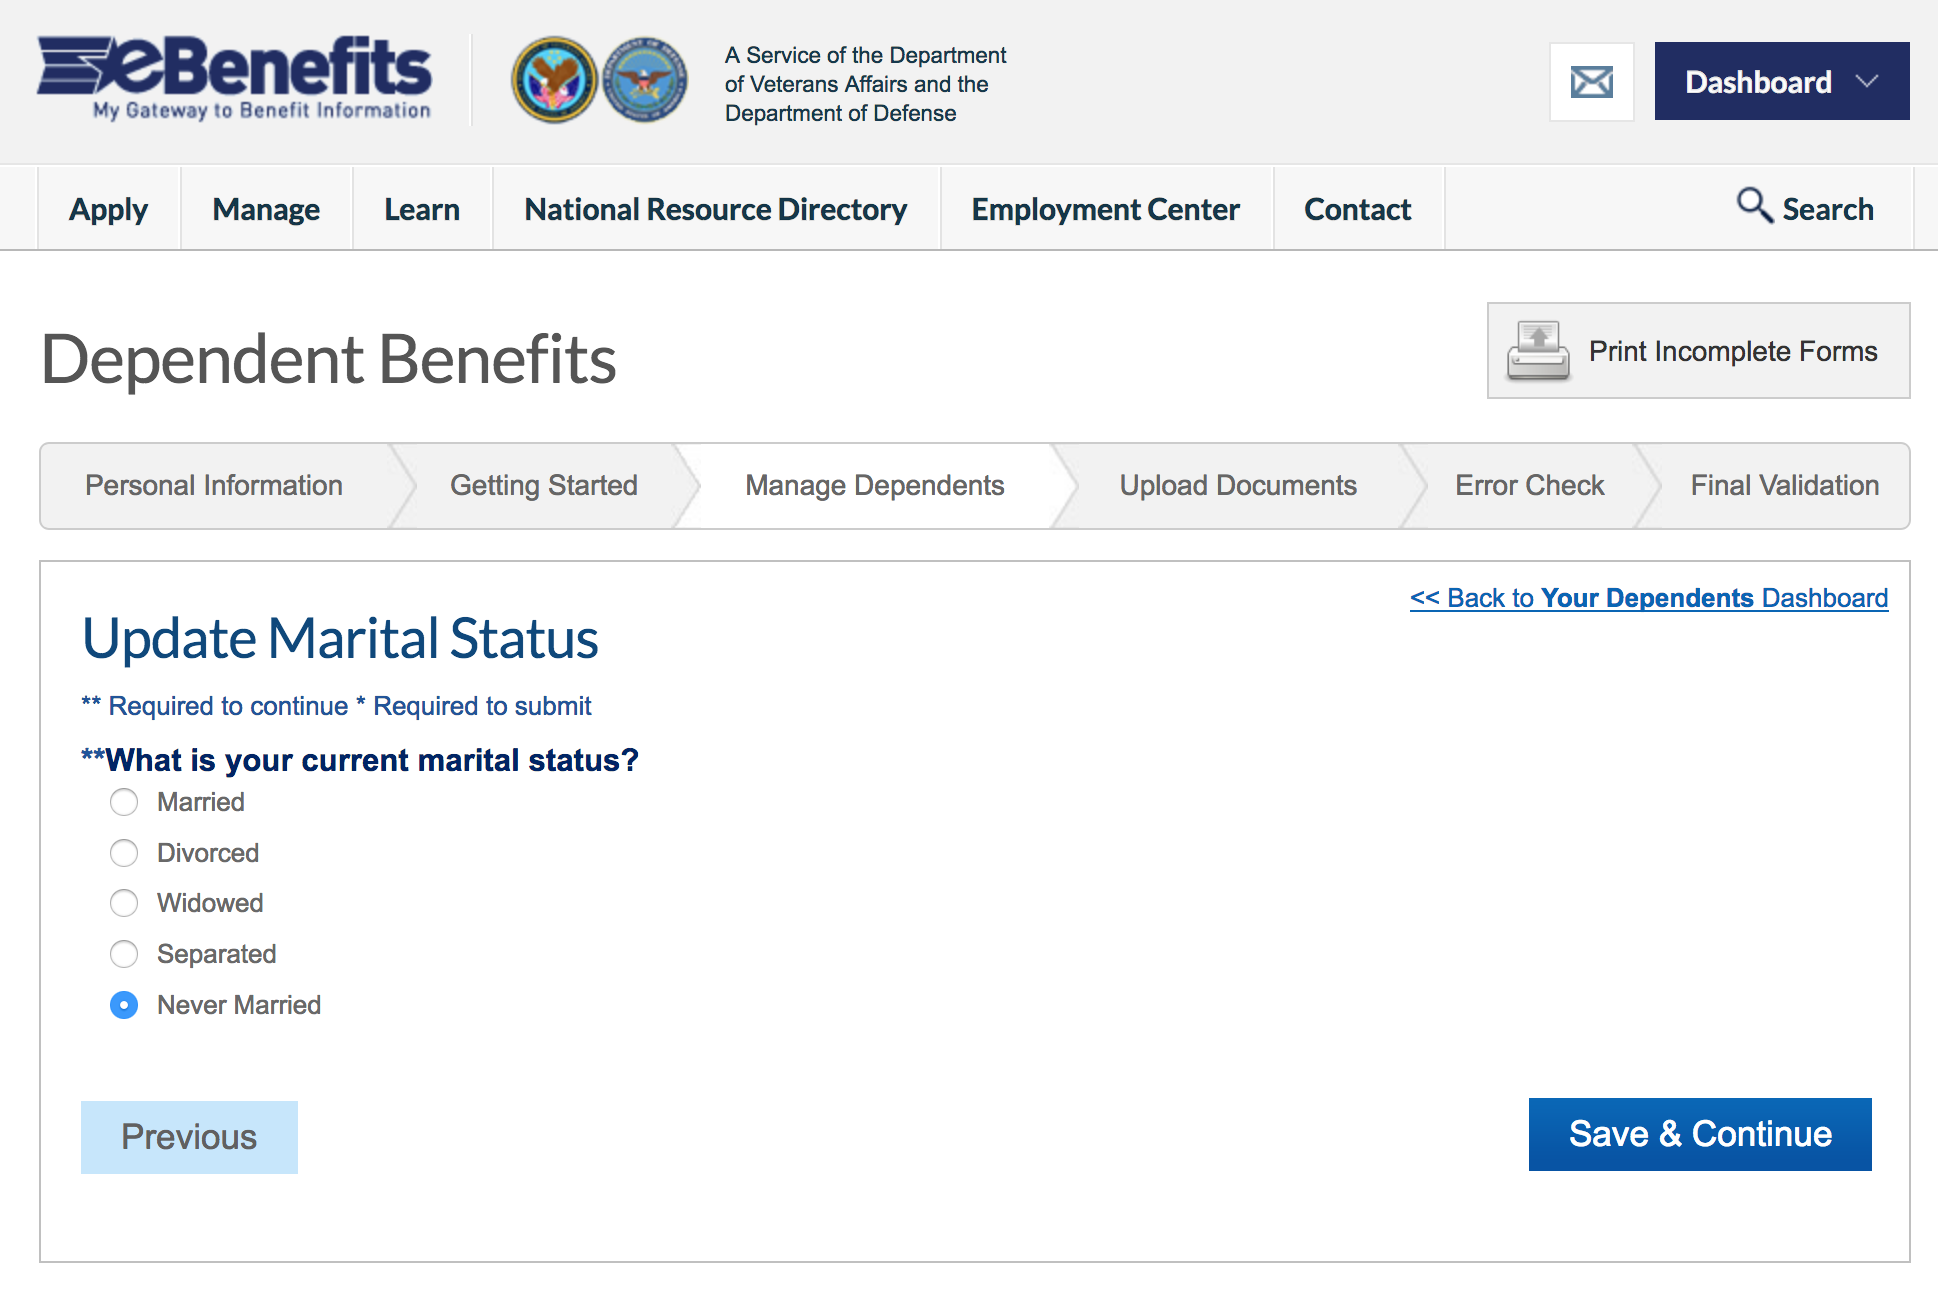 eBenefits
My Gateway to Benefit Information
A Service of the Department
of Veterans Affairs and the
Department of Defense
Dashboard
Apply
Manage
Learn
National Resource Directory
Employment Center
Contact
Search
Dependent Benefits
Print Incomplete Forms
Personal Information
Getting Started
Manage Dependents
Upload Documents
Error Check
Final Validation
<< Back to Your Dependents Dashboard
Update Marital Status
** Required to continue * Required to submit
**What is your current marital status?
Married
Divorced
Widowed
Separated
Never Married
Previous
Save & Continue